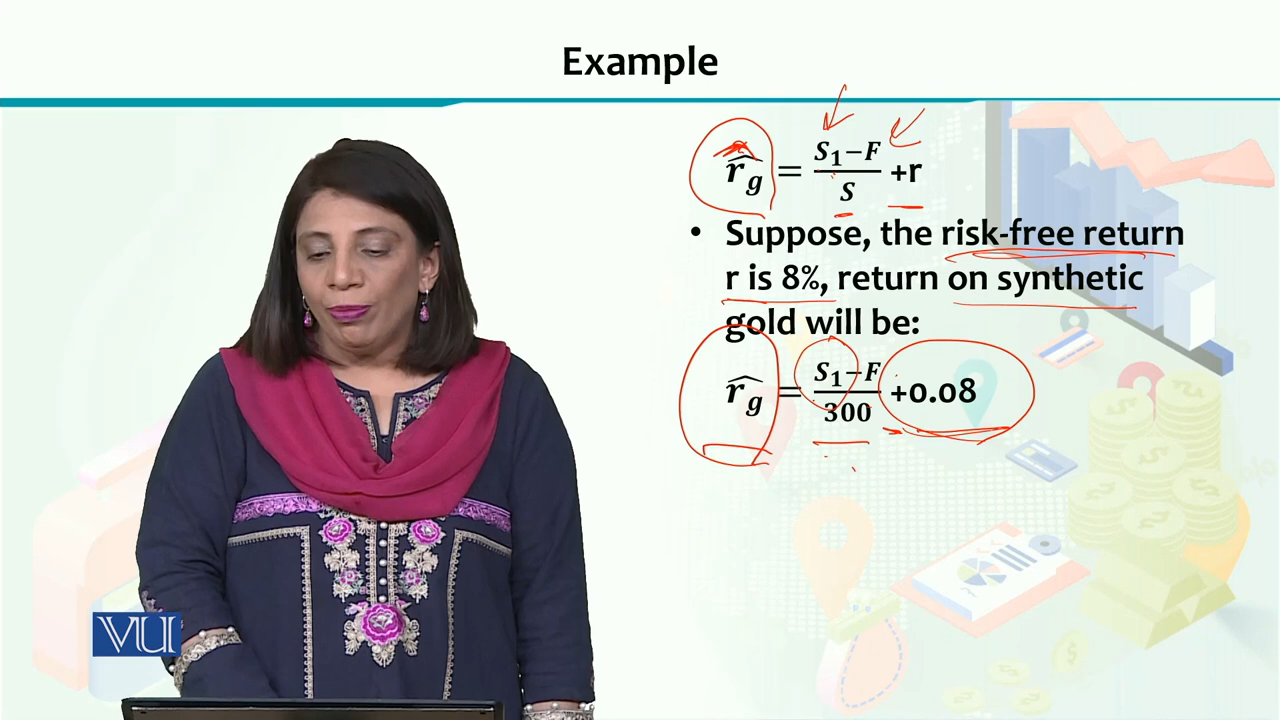 Example
r̂g = S₁−F / S +r
• Suppose, the risk-free return
r is 8%, return on synthetic
gold will be:
r̂g = S₁−F / 300 +0.08
VU